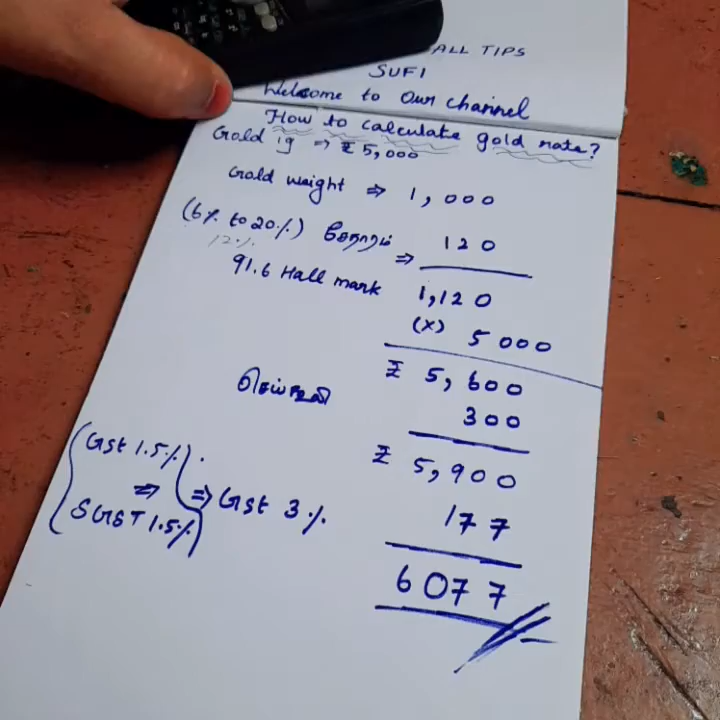 ALL TIPS
SUFI
Welcome to Own channel
How to calculate gold rate?
Gold 1g ⇒ ₹ 5,000
Gold weight ⇒ 1,000
(6% to 20%) சேதாரம் ⇒ 120
12%
91.6 Hall mark 1,120
(x) 5000
₹ 5,600
செய்கூலி 300
₹ 5,900
Gst 1.5% ⇒ SGST 1.5% ⇒ Gst 3% 177
6077